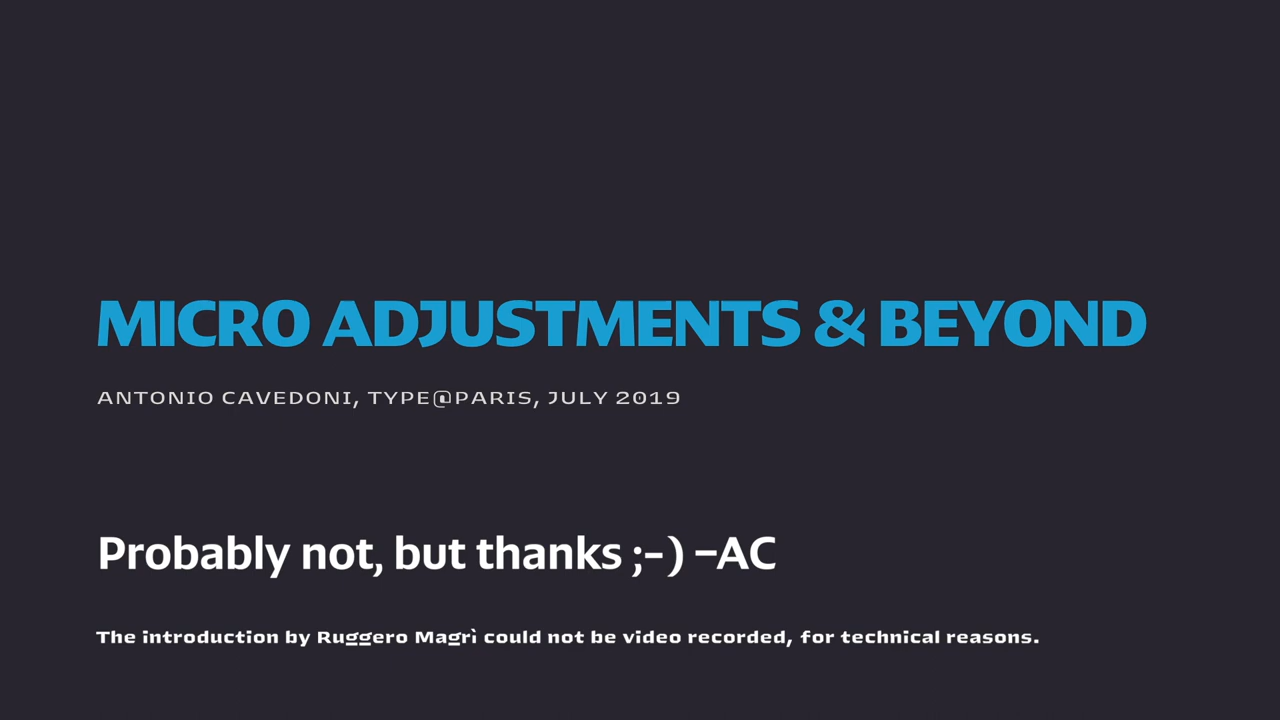 MICRO ADJUSTMENTS & BEYOND
ANTONIO CAVEDONI, TYPE@PARIS, JULY 2019
Probably not, but thanks ;-) –AC
The introduction by Ruggero Magrì could not be video recorded, for technical reasons.